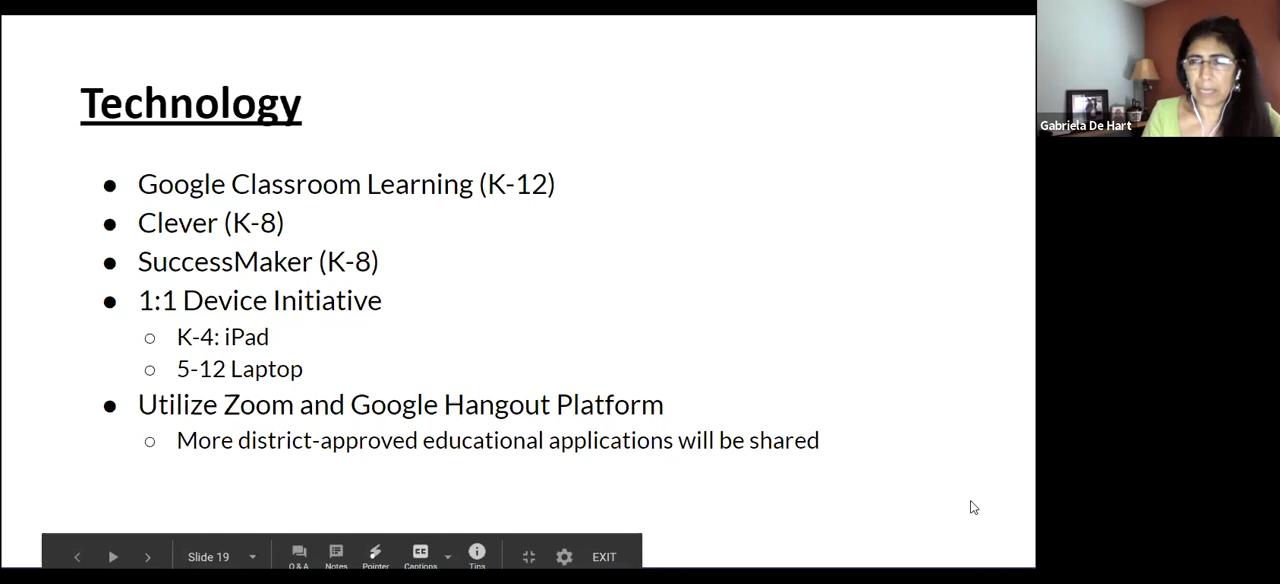 Technology
Google Classroom Learning (K-12)
Clever (K-8)
SuccessMaker (K-8)
1:1 Device Initiative
K-4: iPad
5-12 Laptop
Utilize Zoom and Google Hangout Platform
More district-approved educational applications will be shared
Gabriela De Hart
Slide 19
Q & A
Notes
Pointer
CC
Captions
Tips
EXIT